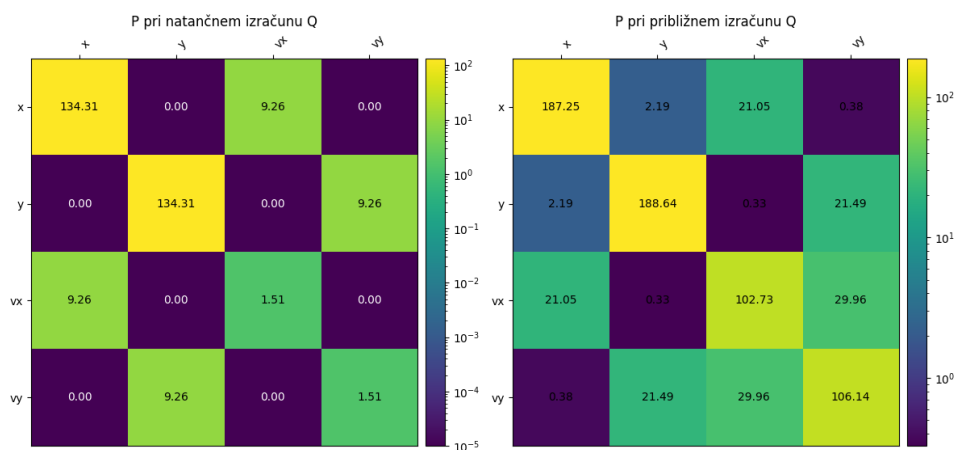 P pri natančnem izračunu Q
x y vx vy
x 134.31 0.00 9.26 0.00
y 0.00 134.31 0.00 9.26
vx 9.26 0.00 1.51 0.00
vy 0.00 9.26 0.00 1.51
10^2
10^1
10^0
10^-1
10^-2
10^-3
10^-4
10^-5
P pri približnem izračunu Q
x y vx vy
x 187.25 2.19 21.05 0.38
y 2.19 188.64 0.33 21.49
vx 21.05 0.33 102.73 29.96
vy 0.38 21.49 29.96 106.14
10^2
10^1
10^0